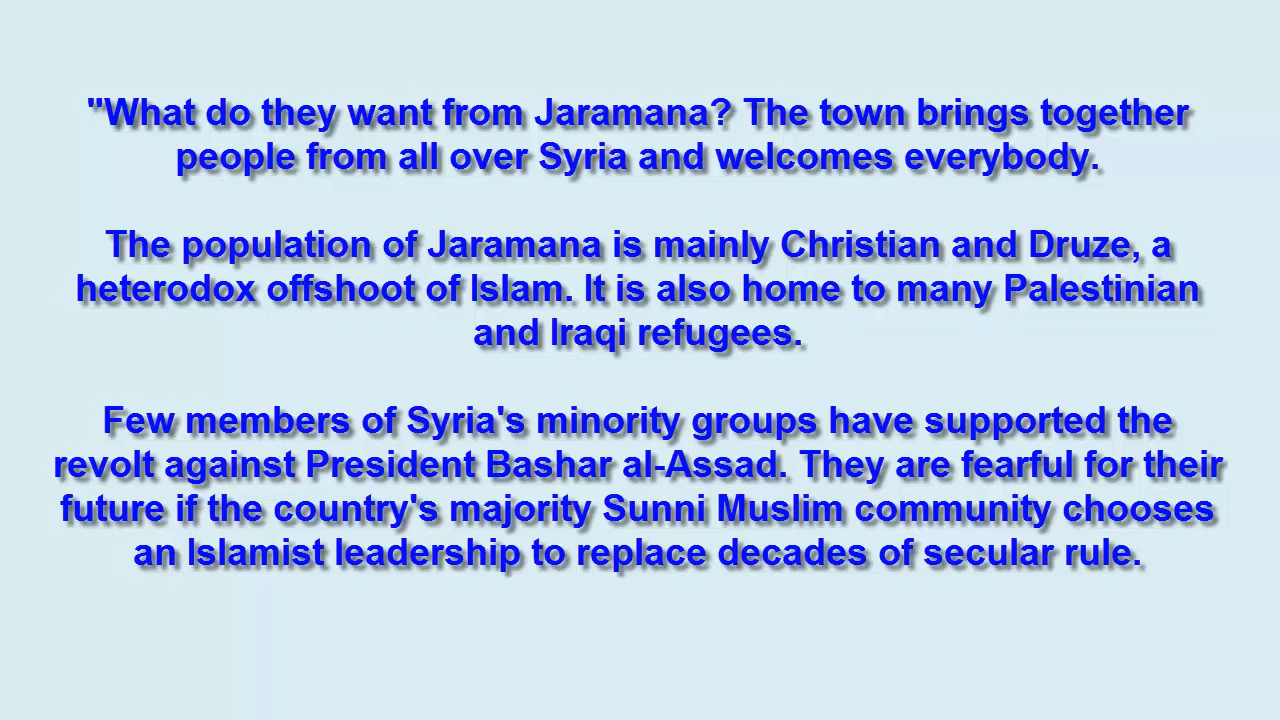 "What do they want from Jaramana? The town brings together
people from all over Syria and welcomes everybody.
The population of Jaramana is mainly Christian and Druze, a
heterodox offshoot of Islam. It is also home to many Palestinian
and Iraqi refugees.
Few members of Syria's minority groups have supported the
revolt against President Bashar al-Assad. They are fearful for their
future if the country's majority Sunni Muslim community chooses
an Islamist leadership to replace decades of secular rule.